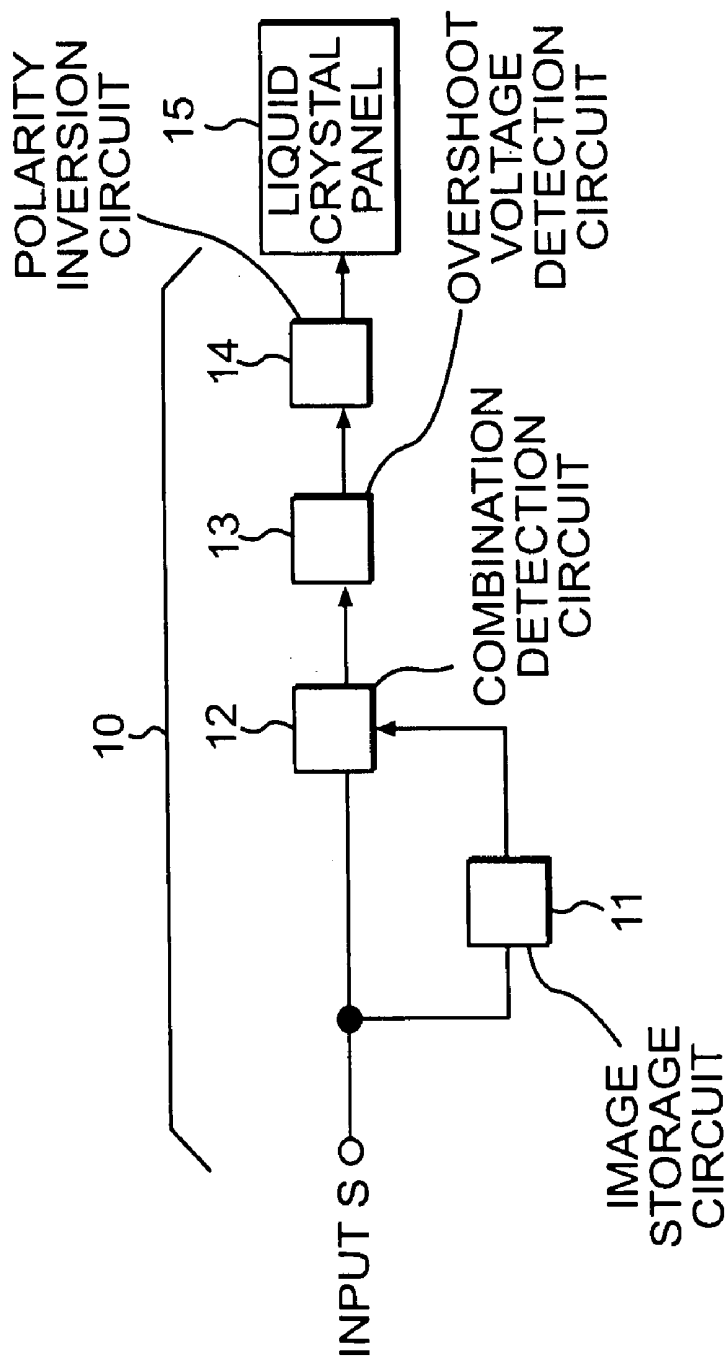 10
POLARITY
INVERSION
CIRCUIT
15
LIQUID
CRYSTAL
PANEL
14
13
12
INPUT S
OVERSHOOT
VOLTAGE
DETECTION
CIRCUIT
COMBINATION
DETECTION
CIRCUIT
11
IMAGE
STORAGE
CIRCUIT